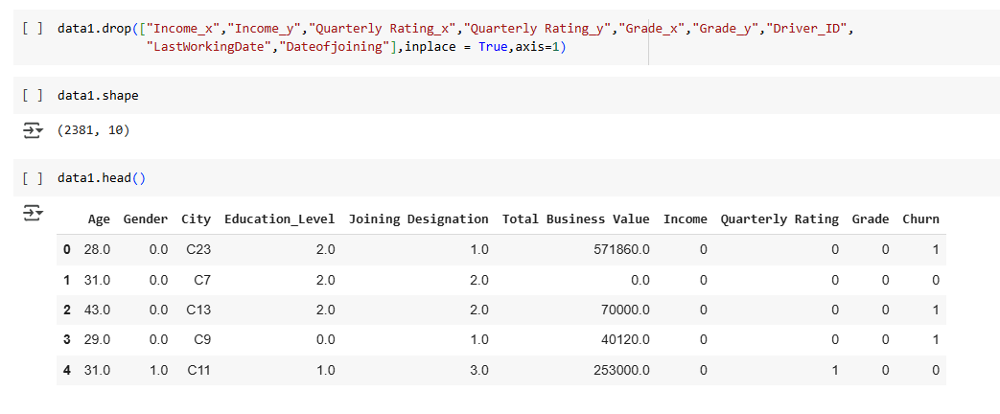 [ ] data1.drop(["Income_x","Income_y","Quarterly Rating_x","Quarterly Rating_y","Grade_x","Grade_y","Driver_ID",
"LastWorkingDate","Dateofjoining"],inplace = True,axis=1)
[ ] data1.shape
(2381, 10)
[ ] data1.head()
Age Gender City Education_Level Joining Designation Total Business Value Income Quarterly Rating Grade Churn
0 28.0 0.0 C23 2.0 1.0 571860.0 0 0 0 1
1 31.0 0.0 C7 2.0 2.0 0.0 0 0 0 0
2 43.0 0.0 C13 2.0 2.0 70000.0 0 0 0 1
3 29.0 0.0 C9 0.0 1.0 40120.0 0 0 0 1
4 31.0 1.0 C11 1.0 3.0 253000.0 0 1 0 0